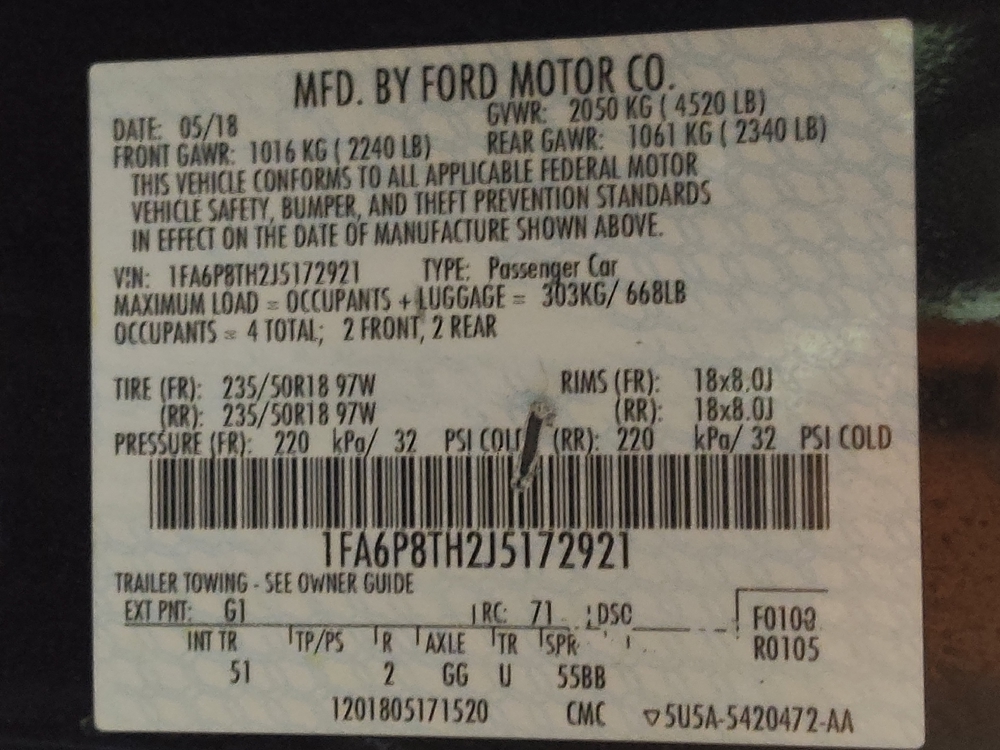 MFD. BY FORD MOTOR CO.
DATE: 05/18 GVWR: 2050 KG ( 4520 LB)
FRONT GAWR: 1016 KG ( 2240 LB) REAR GAWR: 1061 KG ( 2340 LB)
THIS VEHICLE CONFORMS TO ALL APPLICABLE FEDERAL MOTOR
VEHICLE SAFETY, BUMPER, AND THEFT PREVENTION STANDARDS
IN EFFECT ON THE DATE OF MANUFACTURE SHOWN ABOVE.
VIN: 1FA6P8TH2J5172921 TYPE: Passenger Car
MAXIMUM LOAD = OCCUPANTS + LUGGAGE = 303KG/ 668LB
OCCUPANTS = 4 TOTAL; 2 FRONT, 2 REAR
TIRE (FR): 235/50R18 97W RIMS (FR): 18x8.0J
(RR): 235/50R18 97W (RR): 18x8.0J
PRESSURE (FR): 220 kPa/ 32 PSI COLD (RR): 220 kPa/ 32 PSI COLD
1FA6P8TH2J5172921
TRAILER TOWING - SEE OWNER GUIDE
EXT PNT: G1 RC: 71 DSO
INT TR TP/PS R AXLE TR SPR R0105
51 2 GG U 55BB
1201805171520 CMC ▽5U5A-5420472-AA